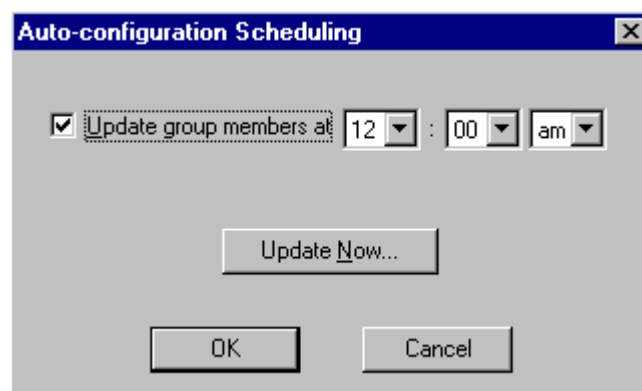 Auto-configuration Scheduling
Update group members at 12 : 00 am
Update Now...
OK Cancel